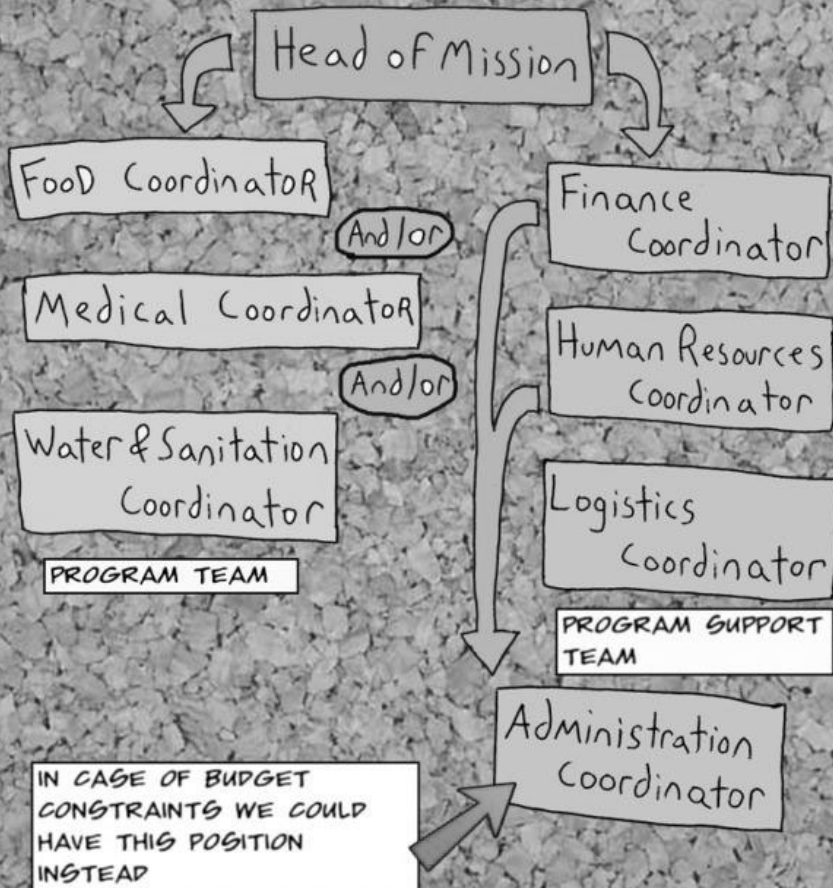 Head of Mission
FooD CoordinatoR
And/or
Medical CoordinatoR
And/or
Water & Sanitation
Coordinator
PROGRAM TEAM
Finance
Coordinator
Human Resources
Coordinator
Logistics
Coordinator
PROGRAM SUPPORT
TEAM
Administration
Coordinator
IN CASE OF BUDGET
CONSTRAINTS WE COULD
HAVE THIS POSITION
INSTEAD